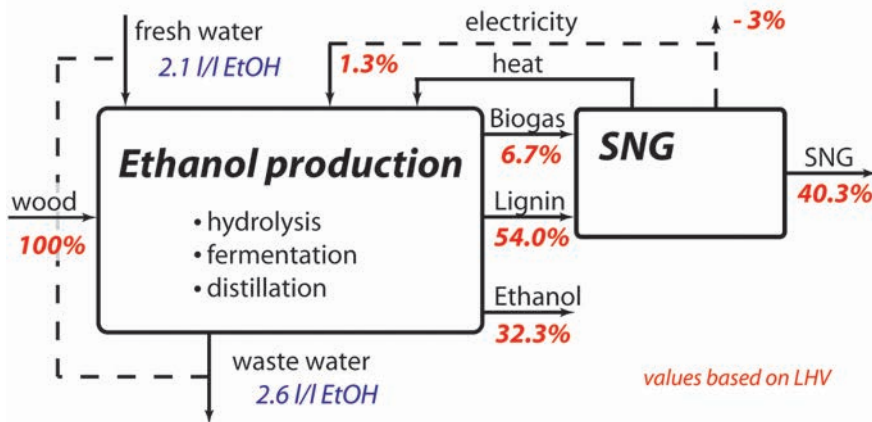 fresh water
2.1 l/l EtOH
electricity
- 3%
1.3%
heat
wood
100%
Ethanol production
• hydrolysis
• fermentation
• distillation
Biogas
6.7%
Lignin
54.0%
Ethanol
32.3%
SNG
SNG
40.3%
waste water
2.6 l/l EtOH
values based on LHV